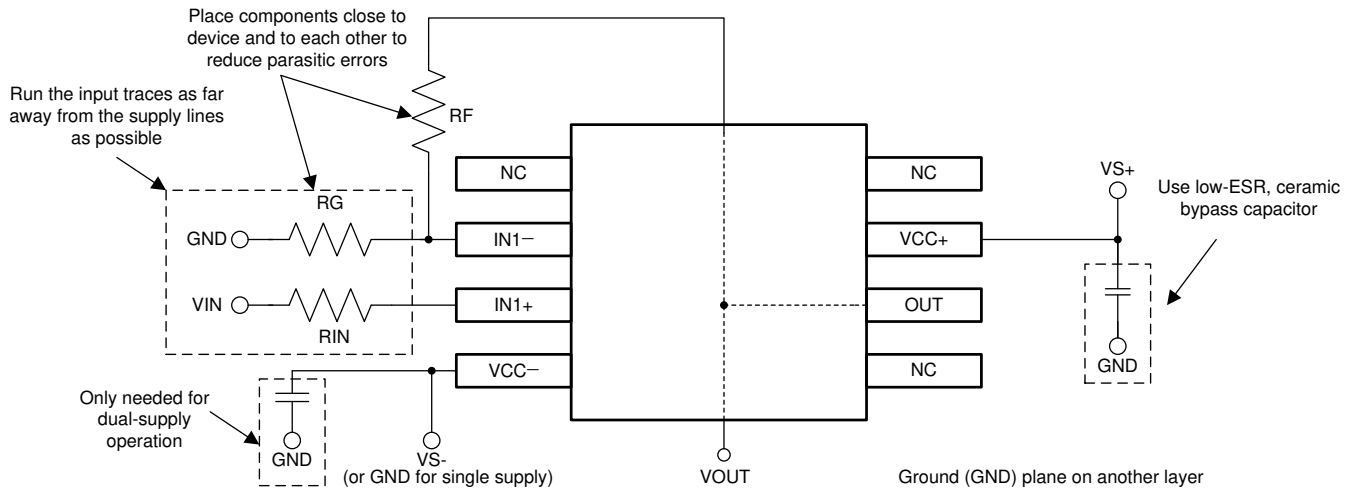 Place components close to
device and to each other to
reduce parasitic errors
Run the input traces as far
away from the supply lines
as possible
RF
NC
NC
VS+
Use low-ESR, ceramic
bypass capacitor
RG
GND
IN1−
VCC+
VIN
IN1+
OUT
RIN
GND
VCC−
NC
Only needed for
dual-supply
operation
GND
VS-
(or GND for single supply)
VOUT
Ground (GND) plane on another layer